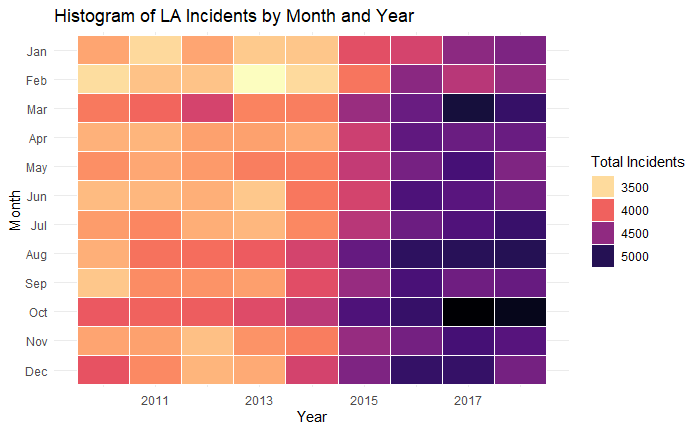 Histogram of LA Incidents by Month and Year
Jan
Feb
Mar
Apr
May
Jun
Jul
Aug
Sep
Oct
Nov
Dec
Month
2011
2013
2015
2017
Year
Total Incidents
3500
4000
4500
5000